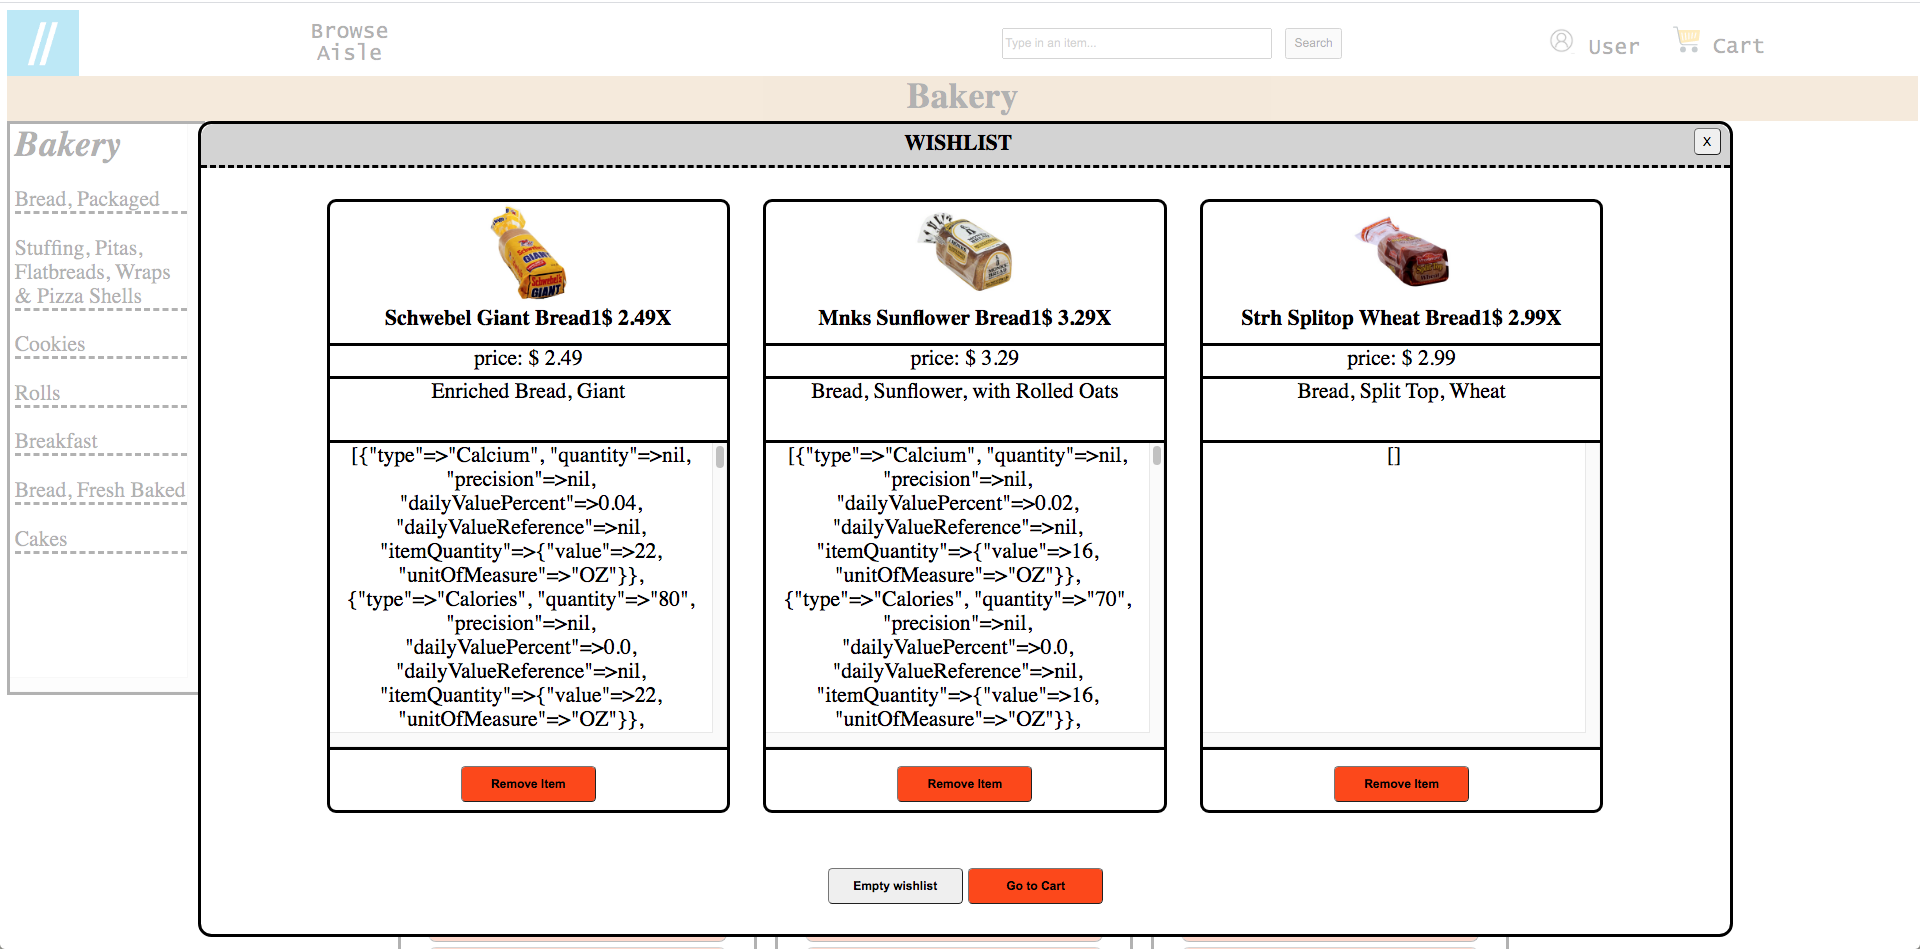 //
Browse
Aisle
Type in an item...
Search
User
Cart
Bakery
Bakery
Bread, Packaged
Stuffing, Pitas,
Flatbreads, Wraps
& Pizza Shells
Cookies
Rolls
Breakfast
Bread, Fresh Baked
Cakes
WISHLIST
X
Schwebel's
GIANT
Schwebel Giant Bread1$ 2.49X
price: $ 2.49
Enriched Bread, Giant
[{"type"=>"Calcium", "quantity"=>nil,
"precision"=>nil,
"dailyValuePercent"=>0.04,
"dailyValueReference"=>nil,
"itemQuantity"=>{"value"=>22,
"unitOfMeasure"=>"OZ"}},
{"type"=>"Calories", "quantity"=>"80",
"precision"=>nil,
"dailyValuePercent"=>0.0,
"dailyValueReference"=>nil,
"itemQuantity"=>{"value"=>22,
"unitOfMeasure"=>"OZ"}},
Remove Item
Mnks Sunflower Bread1$ 3.29X
price: $ 3.29
Bread, Sunflower, with Rolled Oats
[{"type"=>"Calcium", "quantity"=>nil,
"precision"=>nil,
"dailyValuePercent"=>0.02,
"dailyValueReference"=>nil,
"itemQuantity"=>{"value"=>16,
"unitOfMeasure"=>"OZ"}},
{"type"=>"Calories", "quantity"=>"70",
"precision"=>nil,
"dailyValuePercent"=>0.0,
"dailyValueReference"=>nil,
"itemQuantity"=>{"value"=>16,
"unitOfMeasure"=>"OZ"}},
Remove Item
Strh Splitop Wheat Bread1$ 2.99X
price: $ 2.99
Bread, Split Top, Wheat
[]
Remove Item
Empty wishlist
Go to Cart